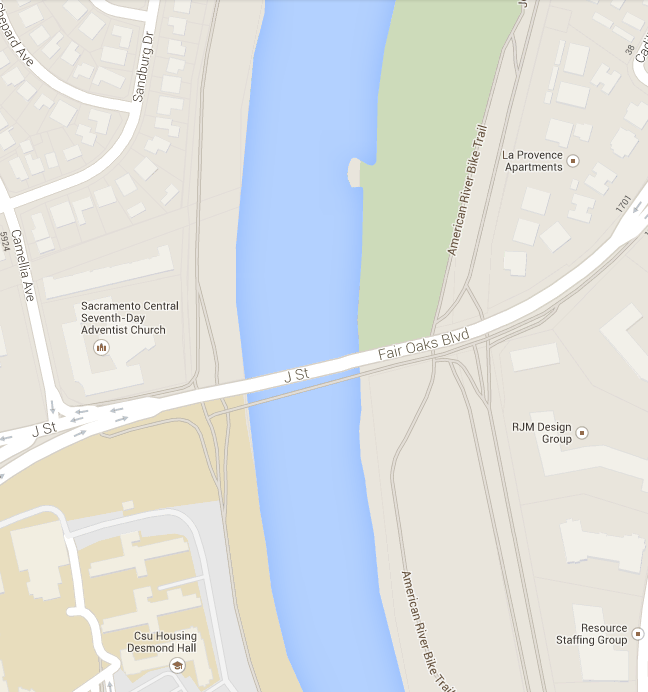 Shepard Ave
Sandburg Dr
38
American River Bike Trail
La Provence
Apartments
1701
5924
Camellia Ave
Sacramento Central
Seventh-Day
Adventist Church
Fair Oaks Blvd
J St
J St
RJM Design
Group
American River Bike Trail
Csu Housing
Desmond Hall
Resource
Staffing Group